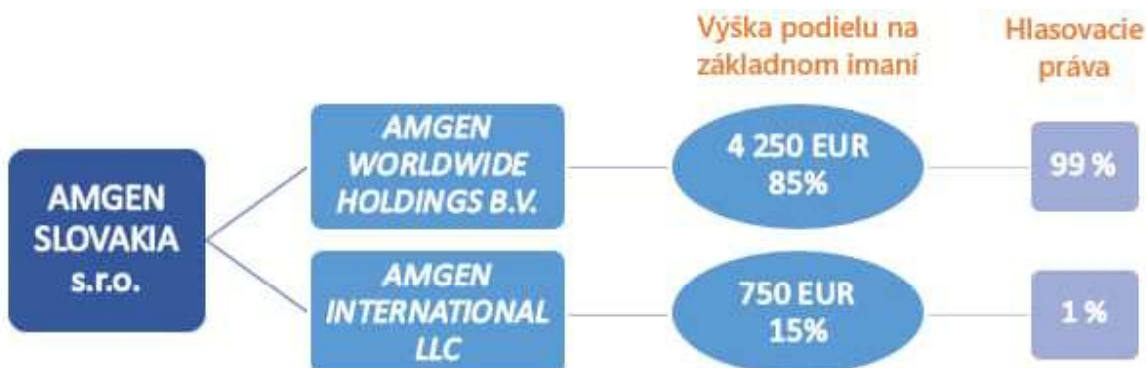 Výška podielu na
základnom imaní
Hlasovacie
práva
AMGEN
SLOVAKIA
s.r.o.
AMGEN
WORLDWIDE
HOLDINGS B.V.
4 250 EUR
85%
99 %
AMGEN
INTERNATIONAL
LLC
750 EUR
15%
1 %